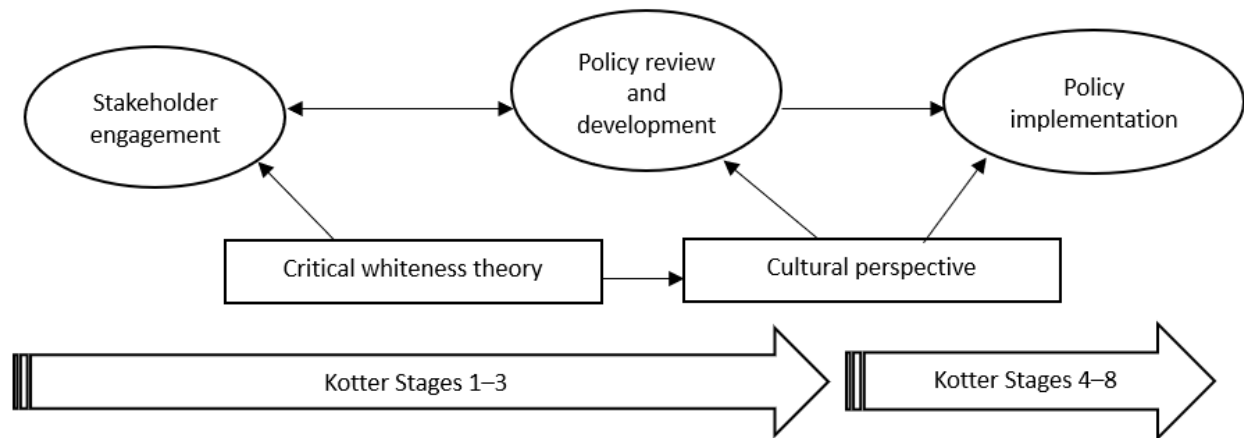 Stakeholder
engagement
Policy review
and
development
Policy
implementation
Critical whiteness theory
Cultural perspective
Kotter Stages 1–3
Kotter Stages 4–8